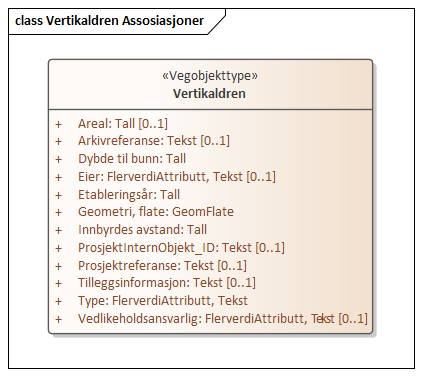 class Vertikaldren Assosiasjoner
«Vegobjekttype»
Vertikaldren
+ Areal: Tall [0..1]
+ Arkivreferanse: Tekst [0..1]
+ Dybde til bunn: Tall
+ Eier: FlerverdiAttributt, Tekst [0..1]
+ Etableringsår: Tall
+ Geometri, flate: GeomFlate
+ Innbyrdes avstand: Tall
+ ProsjektInternObjekt_ID: Tekst [0..1]
+ Prosjektreferanse: Tekst [0..1]
+ Tilleggsinformasjon: Tekst [0..1]
+ Type: FlerverdiAttributt, Tekst
+ Vedlikeholdsansvarlig: FlerverdiAttributt, Tekst [0..1]